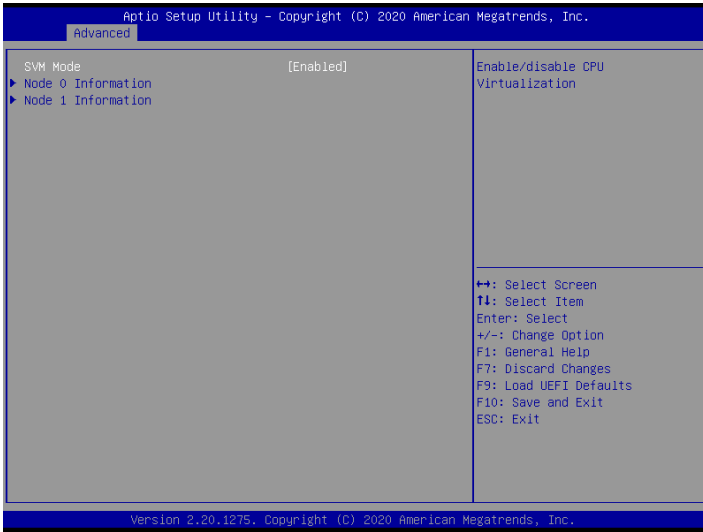 Aptio Setup Utility – Copyright (C) 2020 American Megatrends, Inc.
Advanced
SVM Mode [Enabled]
Node 0 Information
Node 1 Information
Enable/disable CPU
Virtualization
↔: Select Screen
↑↓: Select Item
Enter: Select
+/-: Change Option
F1: General Help
F7: Discard Changes
F9: Load UEFI Defaults
F10: Save and Exit
ESC: Exit
Version 2.20.1275. Copyright (C) 2020 American Megatrends, Inc.